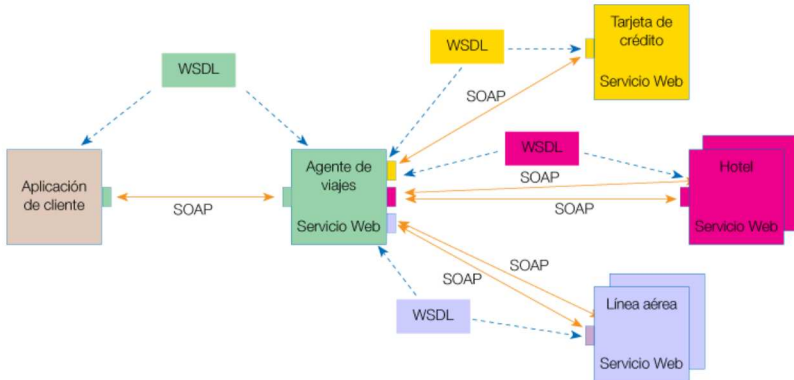 Tarjeta de
crédito
Servicio Web
WSDL
SOAP
WSDL
Aplicación
de cliente
SOAP
Agente de
viajes
Servicio Web
WSDL
SOAP
SOAP
Hotel
Servicio Web
SOAP
SOAP
WSDL
Línea aérea
Servicio Web